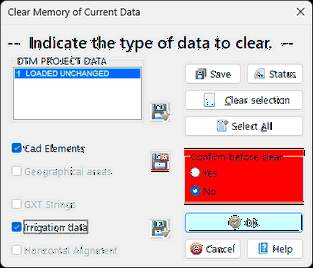 Clear Memory of Current Data
--- Indicate the type of data to clear. ---
DTM PROJECT DATA
1 LOADED UNCHANGED
Save
Status
Clear selection
Select All
Cad Elements
Geographical areas
GXT Strings
Irrigation data
Horizontal Alignment
Confirm before clear
Yes
No
Ok
Cancel
Help